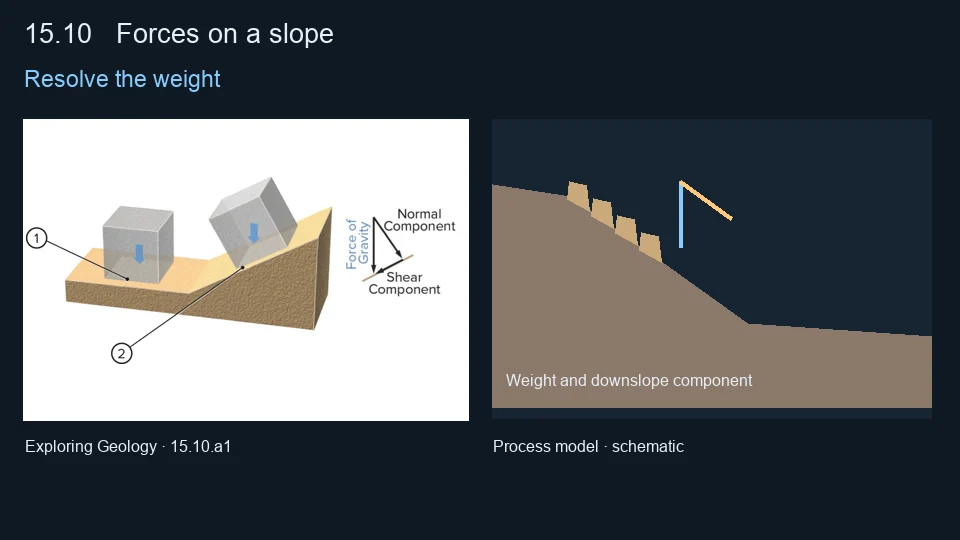 15.10 Forces on a slope
Resolve the weight
1
2
Force of
Gravity
Normal
Component
Shear
Component
Weight and downslope component
Exploring Geology · 15.10.a1
Process model · schematic